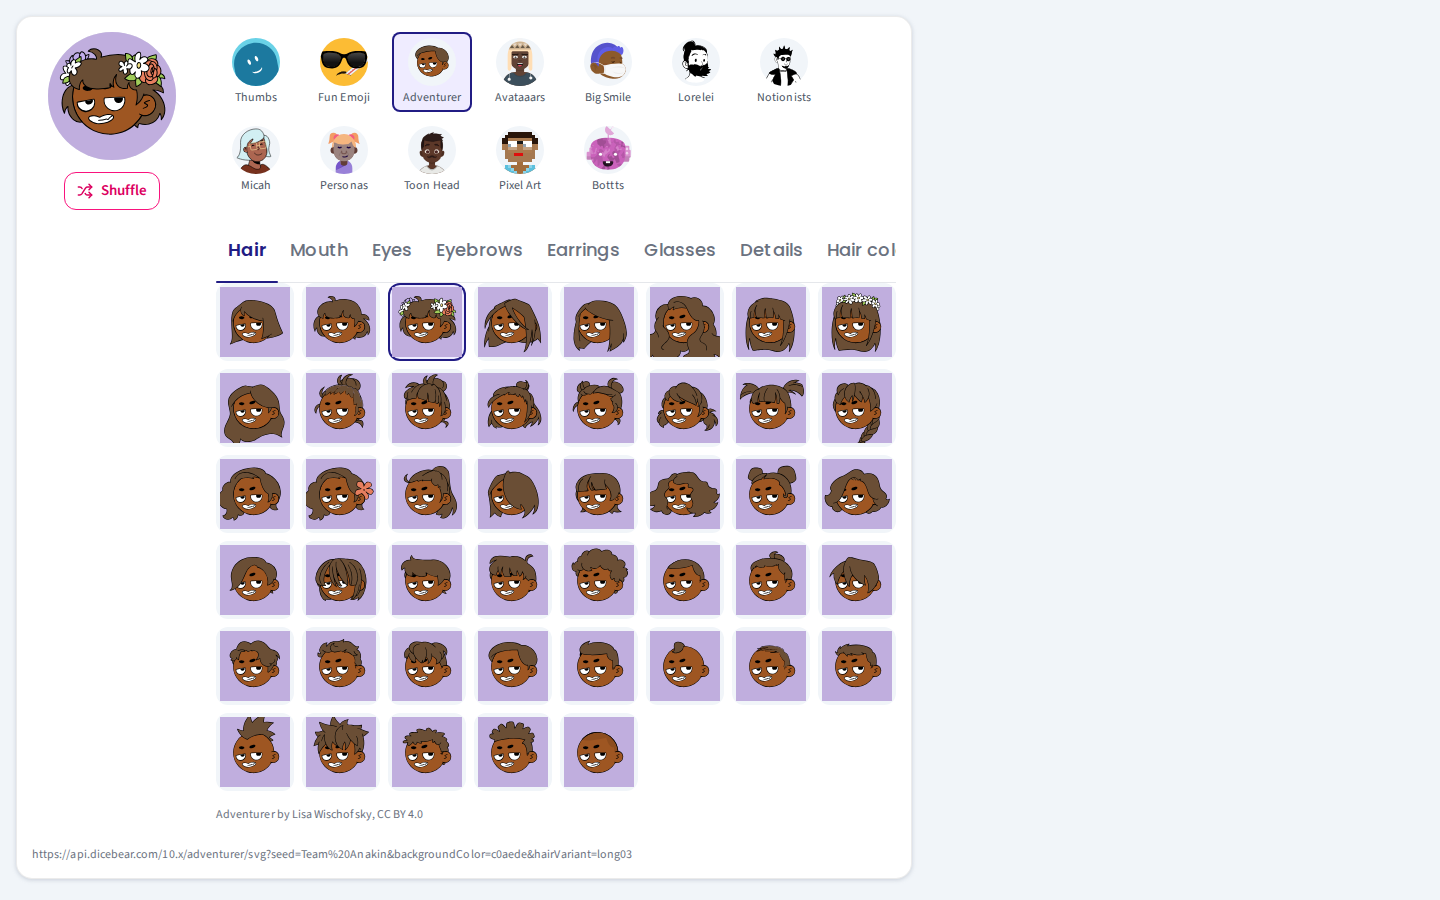 Thumbs
Fun Emoji
Adventurer
Avataaars
Big Smile
Lorelei
Notionists
Micah
Personas
Toon Head
Pixel Art
Bottts
Shuffle
Hair Mouth Eyes Eyebrows Earrings Glasses Details Hair col
Adventurer by Lisa Wischofsky, CC BY 4.0
https://api.dicebear.com/10.x/adventurer/svg?seed=Team%20Anakin&backgroundColor=c0aede&hairVariant=long03